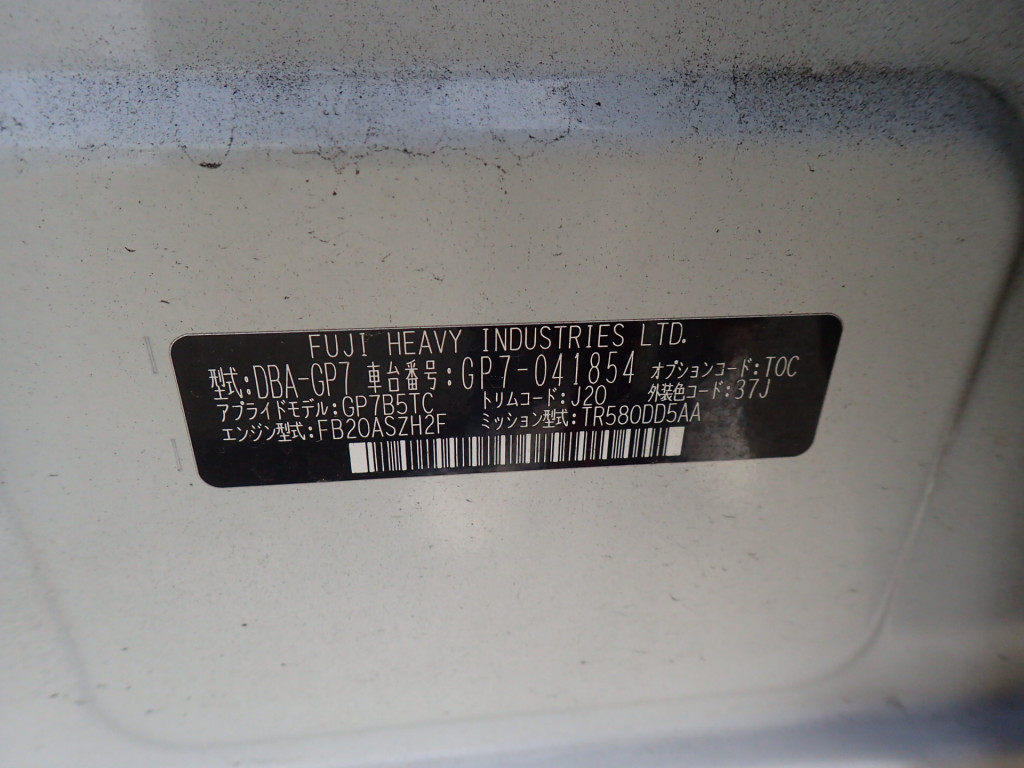 FUJI HEAVY INDUSTRIES LTD.
型式:DBA-GP7 車台番号:GP7-041854 オプションコード:TOC
アプライドモデル:GP7B5TC トリムコード:J20 外装色コード:37J
エンジン型式:FB20ASZH2F ミッション型式:TR580DD5AA